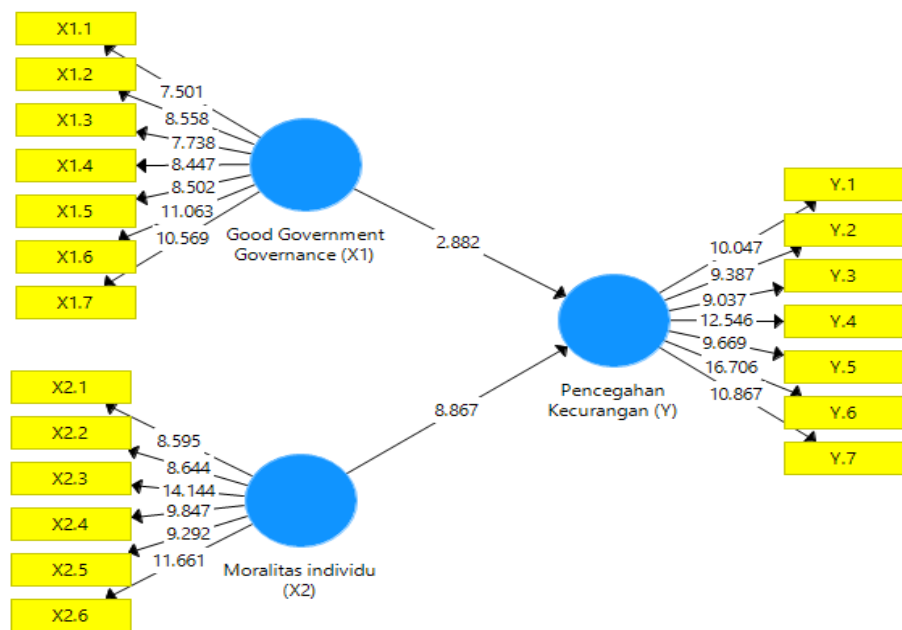 X1.1
X1.2
X1.3
X1.4
X1.5
X1.6
X1.7
7.501
8.558
7.738
8.447
8.502
11.063
10.569
Good Government
Governance (X1)
2.882
X2.1
X2.2
X2.3
X2.4
X2.5
X2.6
8.595
8.644
14.144
9.847
9.292
11.661
Moralitas individu
(X2)
8.867
Pencegahan
Kecurangan (Y)
10.047
9.387
9.037
12.546
9.669
16.706
10.867
Y.1
Y.2
Y.3
Y.4
Y.5
Y.6
Y.7